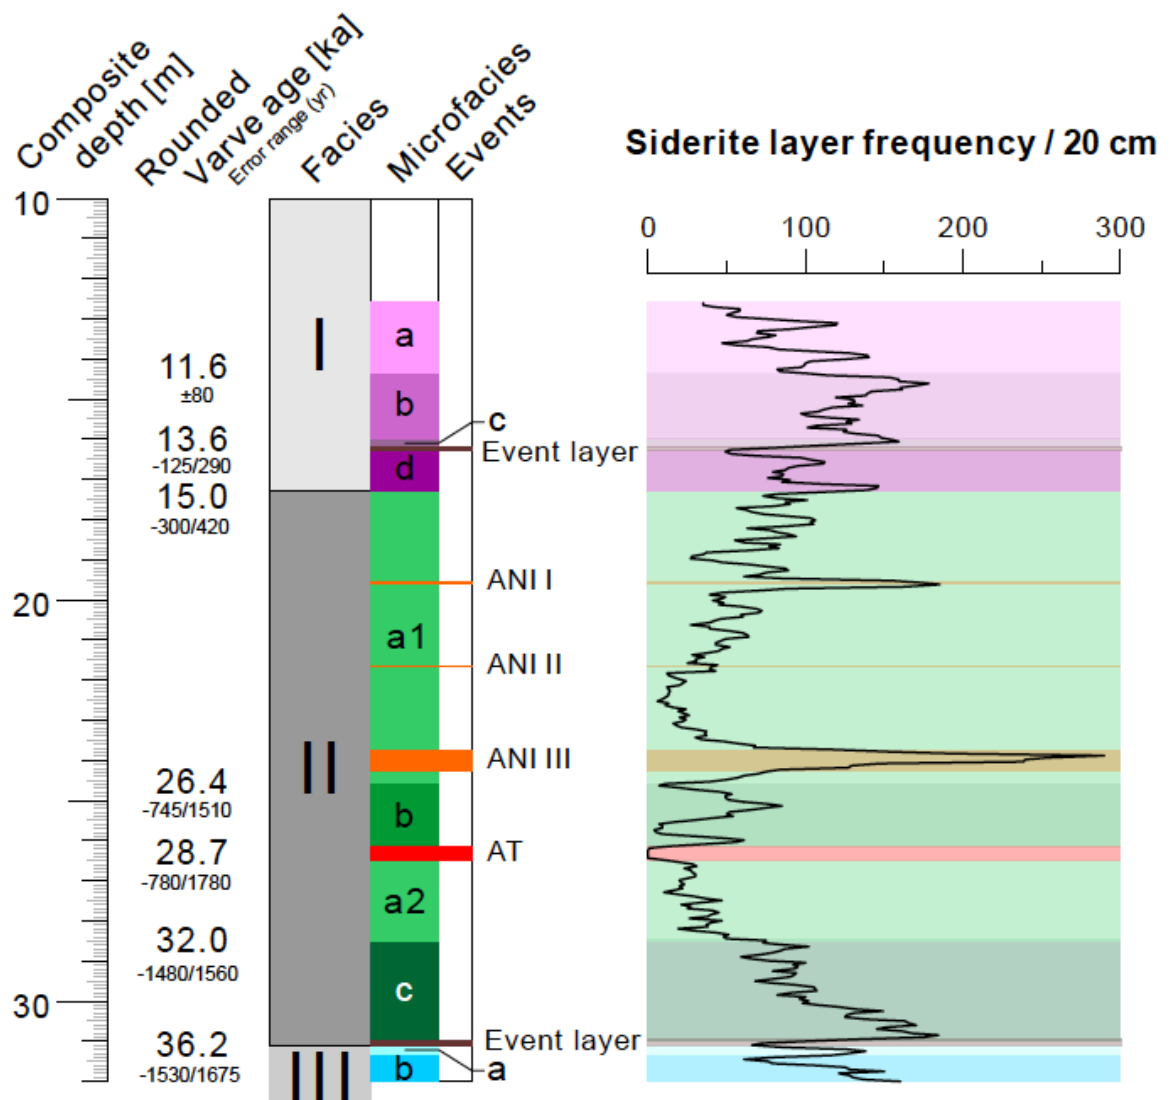 Composite
depth [m]
Rounded
Varve age [ka]
Error range (yr)
Facies
Microfacies
Events
Siderite layer frequency / 20 cm
0 100 200 300
10
20
30
11.6
±80
13.6
-125/290
15.0
-300/420
26.4
-745/1510
28.7
-780/1780
32.0
-1480/1560
36.2
-1530/1675
I
II
III
a
b
c
Event layer
d
ANI I
a1
ANI II
ANI III
b
AT
a2
c
Event layer
a
b